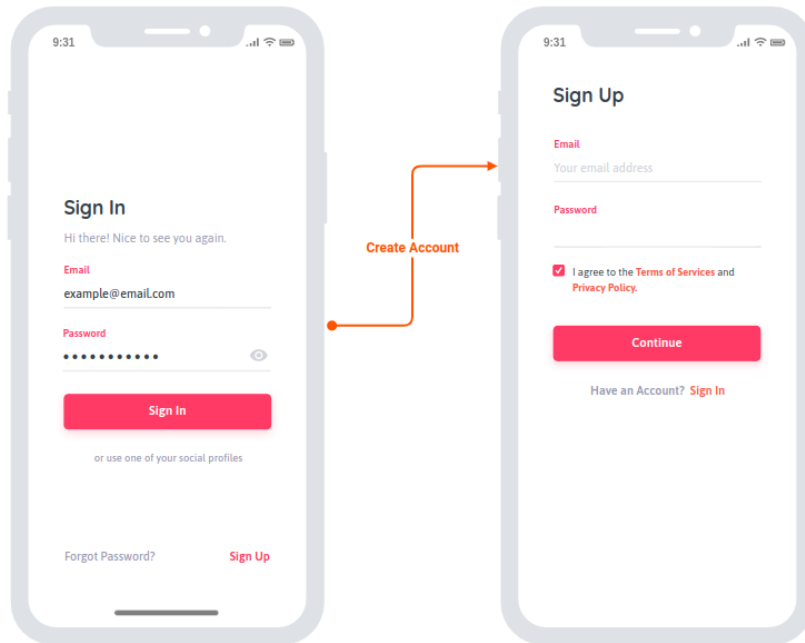 9:31
Sign In
Hi there! Nice to see you again.
Email
example@email.com
Password
Sign In
or use one of your social profiles
Forgot Password? Sign Up
Create Account
9:31
Sign Up
Email
Your email address
Password
I agree to the Terms of Services and
Privacy Policy.
Continue
Have an Account? Sign In